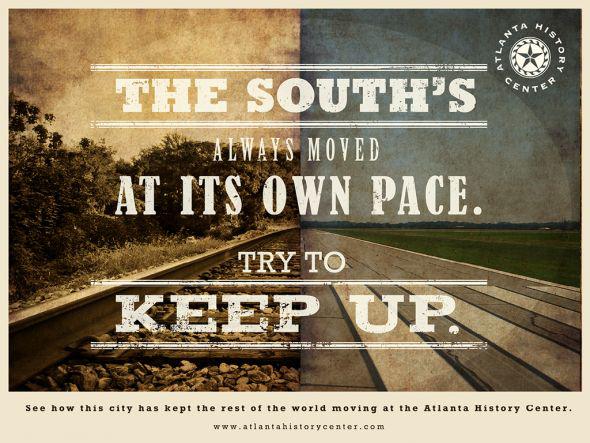 ATLANTA HISTORY CENTER
THE SOUTH'S
ALWAYS MOVED
AT ITS OWN PACE.
TRY TO
KEEP UP.
See how this city has kept the rest of the world moving at the Atlanta History Center.
www.atlantahistorycenter.com